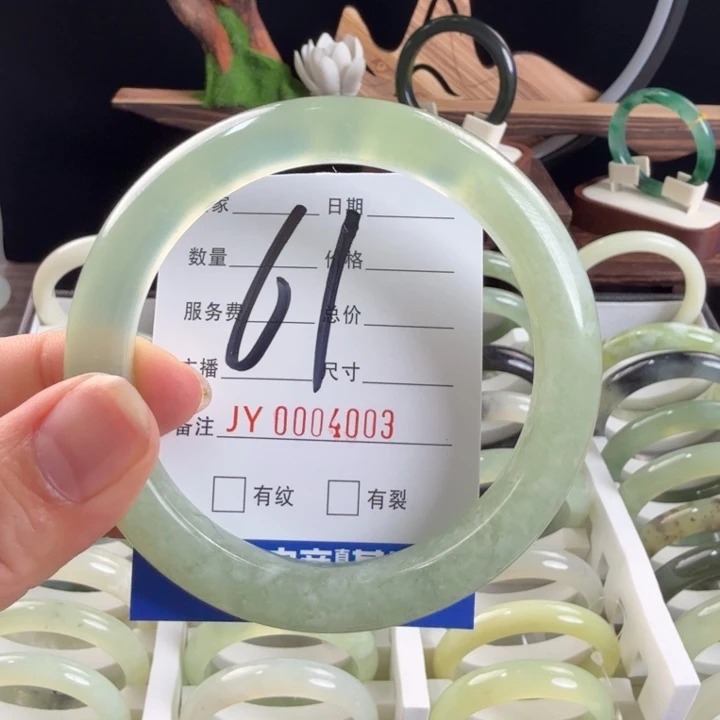 家 日期
数量 价格
61
服务费 总价
主播 尺寸
备注 JY 0004003
有纹 有裂